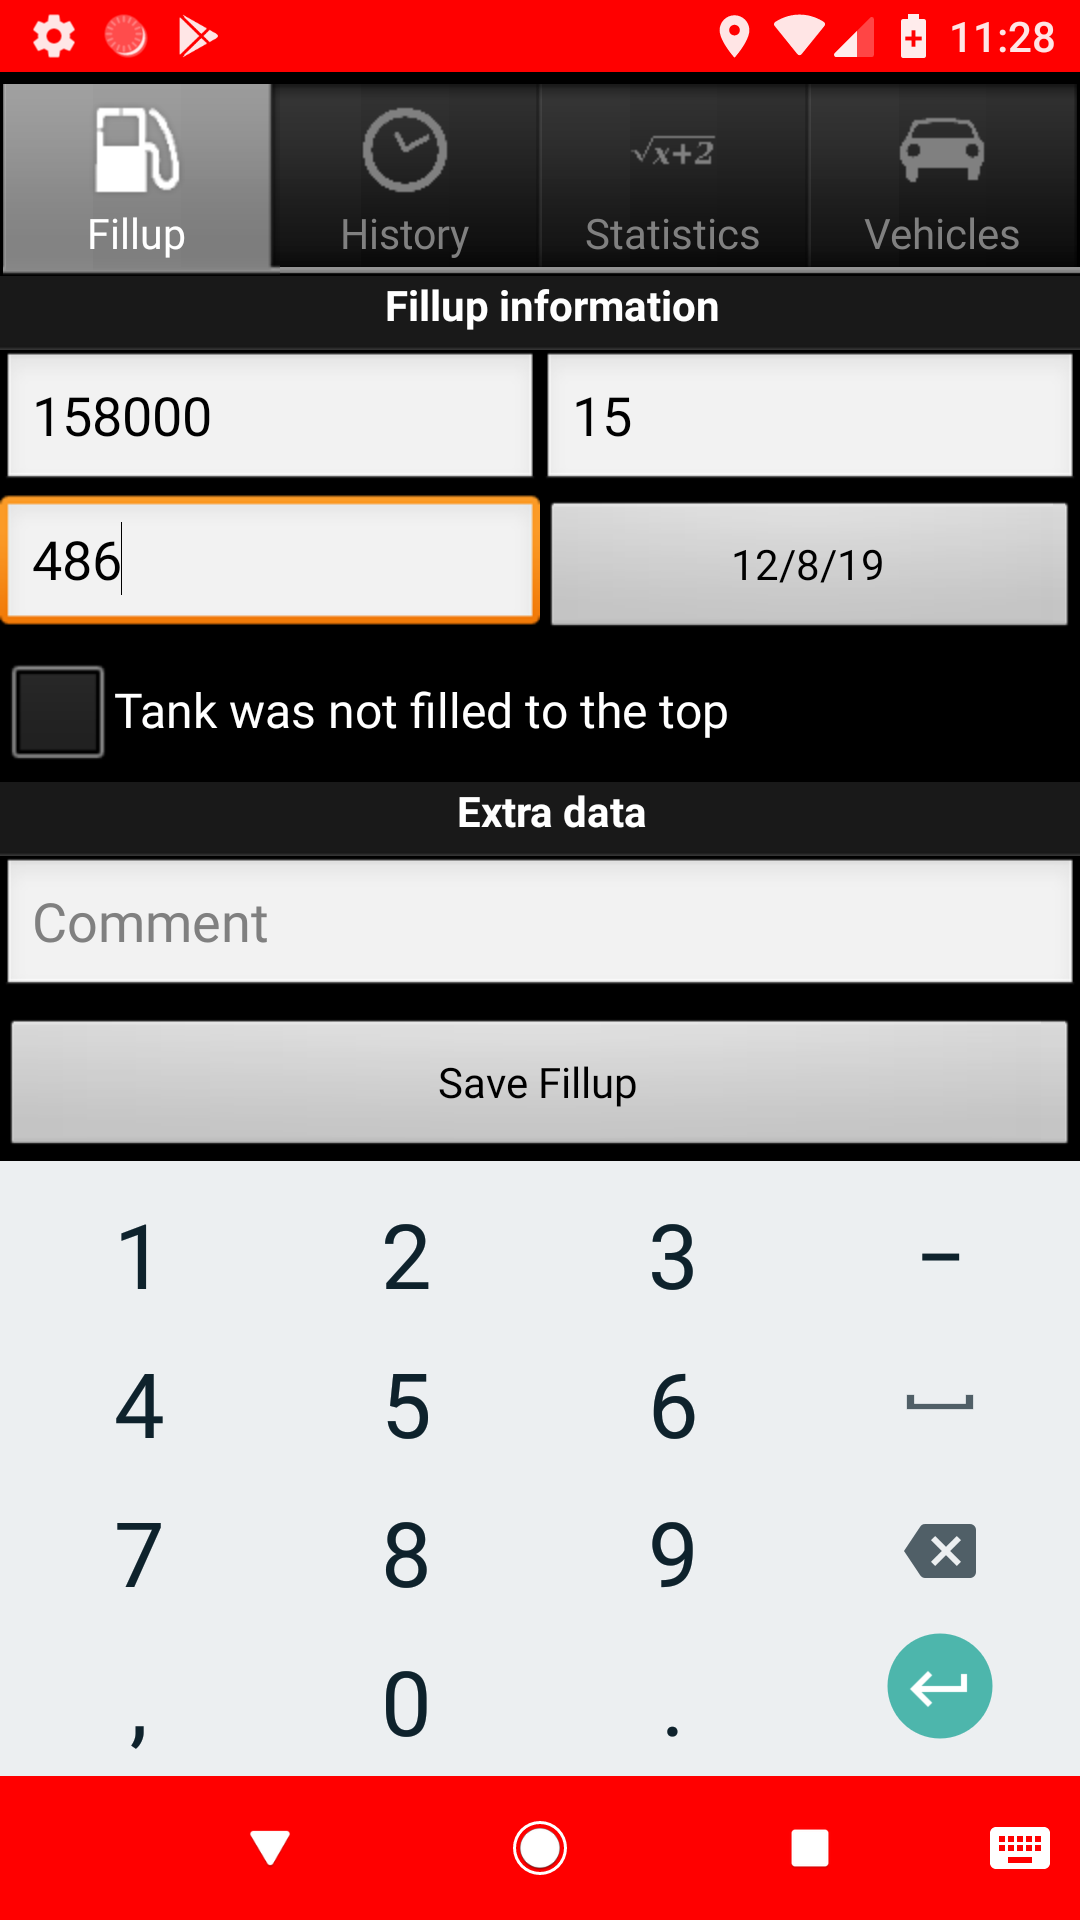 11:28
Fillup History √x+2 Statistics Vehicles
Fillup information
158000 15
486 12/8/19
Tank was not filled to the top
Extra data
Comment
Save Fillup
1 2 3 –
4 5 6
7 8 9
, 0 .